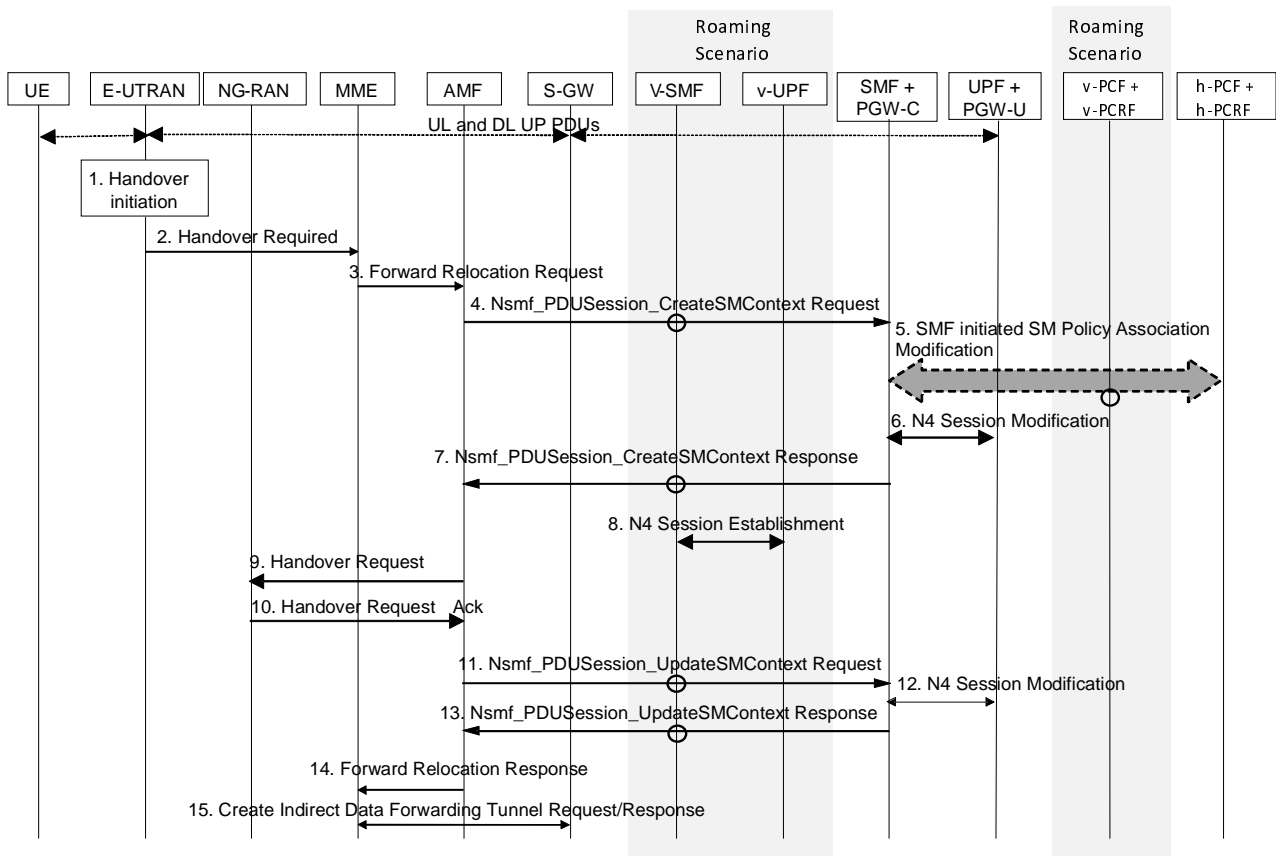 Roaming
Scenario
Roaming
Scenario
UE
E-UTRAN
NG-RAN
MME
AMF
S-GW
V-SMF
v-UPF
SMF +
PGW-C
UPF +
PGW-U
v-PCF +
v-PCRF
h-PCF +
h-PCRF
UL and DL UP PDUs
1. Handover
initiation
2. Handover Required
3. Forward Relocation Request
4. Nsmf_PDUSession_CreateSMContext Request
5. SMF initiated SM Policy Association
Modification
6. N4 Session Modification
7. Nsmf_PDUSession_CreateSMContext Response
8. N4 Session Establishment
9. Handover Request
10. Handover Request Ack
11. Nsmf_PDUSession_UpdateSMContext Request
12. N4 Session Modification
13. Nsmf_PDUSession_UpdateSMContext Response
14. Forward Relocation Response
15. Create Indirect Data Forwarding Tunnel Request/Response